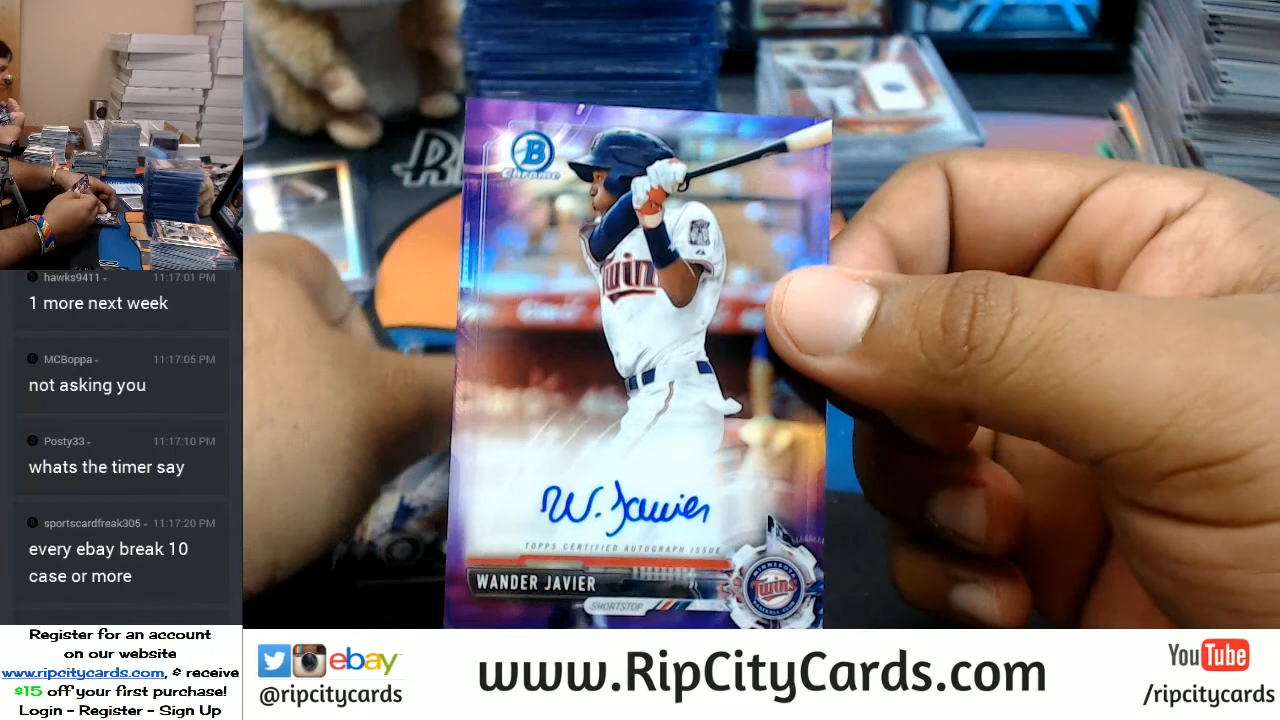 hawks9411
11:17:01 PM
1 more next week
MCBoppa
11:17:05 PM
not asking you
Posty33
11:17:10 PM
whats the timer say
sportscardfreak305
11:17:20 PM
every ebay break 10
case or more
Register for an account
on our website
www.ripcitycards.com, & receive
$15 off your first purchase!
Login - Register - Sign Up
B
Chrome
Twins
W. Javier
TOPPS CERTIFIED AUTOGRAPH ISSUE
WANDER JAVIER
SHORTSTOP
MINNESOTA
Twins
BASEBALL CLUB
ebay
@ripcitycards
www.RipCityCards.com
YouTube
/ripcitycards